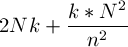 2Nk + \frac{k * N^2}{n^2}